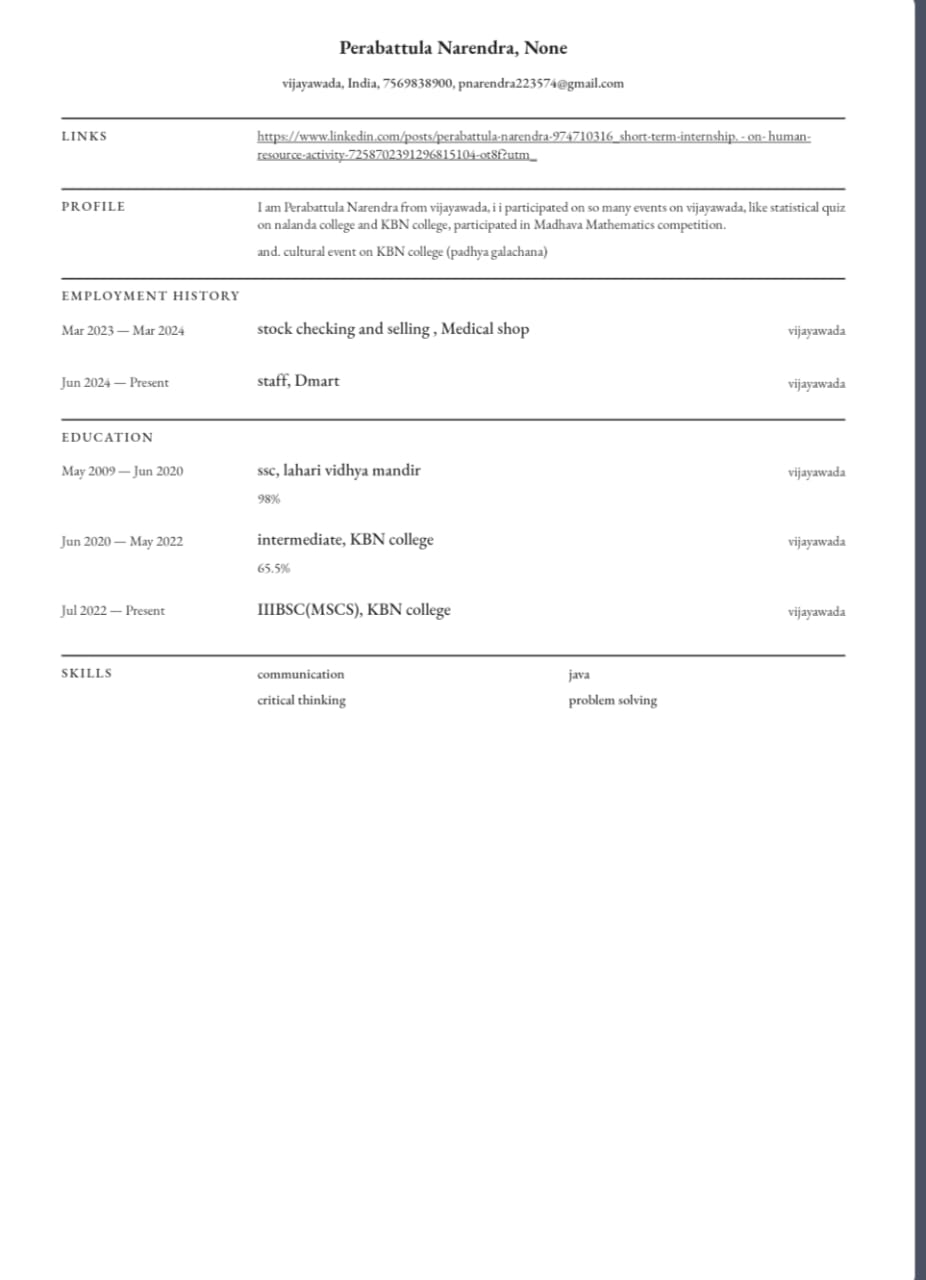 Perabattula Narendra, None
vijayawada, India, 7569838900, pnarendra223574@gmail.com
LINKS
https://www.linkedin.com/posts/perabattula-narendra-974710316_short-term-internship. - on- human-
resource-activity-7258702391296815104-ot8f?utm_
PROFILE
I am Perabattula Narendra from vijayawada, i i participated on so many events on vijayawada, like statistical quiz
on nalanda college and KBN college, participated in Madhava Mathematics competition.
and. cultural event on KBN college (padhya galachana)
EMPLOYMENT HISTORY
Mar 2023 — Mar 2024 stock checking and selling , Medical shop vijayawada
Jun 2024 — Present staff, Dmart vijayawada
EDUCATION
May 2009 — Jun 2020 ssc, lahari vidhya mandir vijayawada
98%
Jun 2020 — May 2022 intermediate, KBN college vijayawada
65.5%
Jul 2022 — Present IIIBSC(MSCS), KBN college vijayawada
SKILLS
communication java
critical thinking problem solving